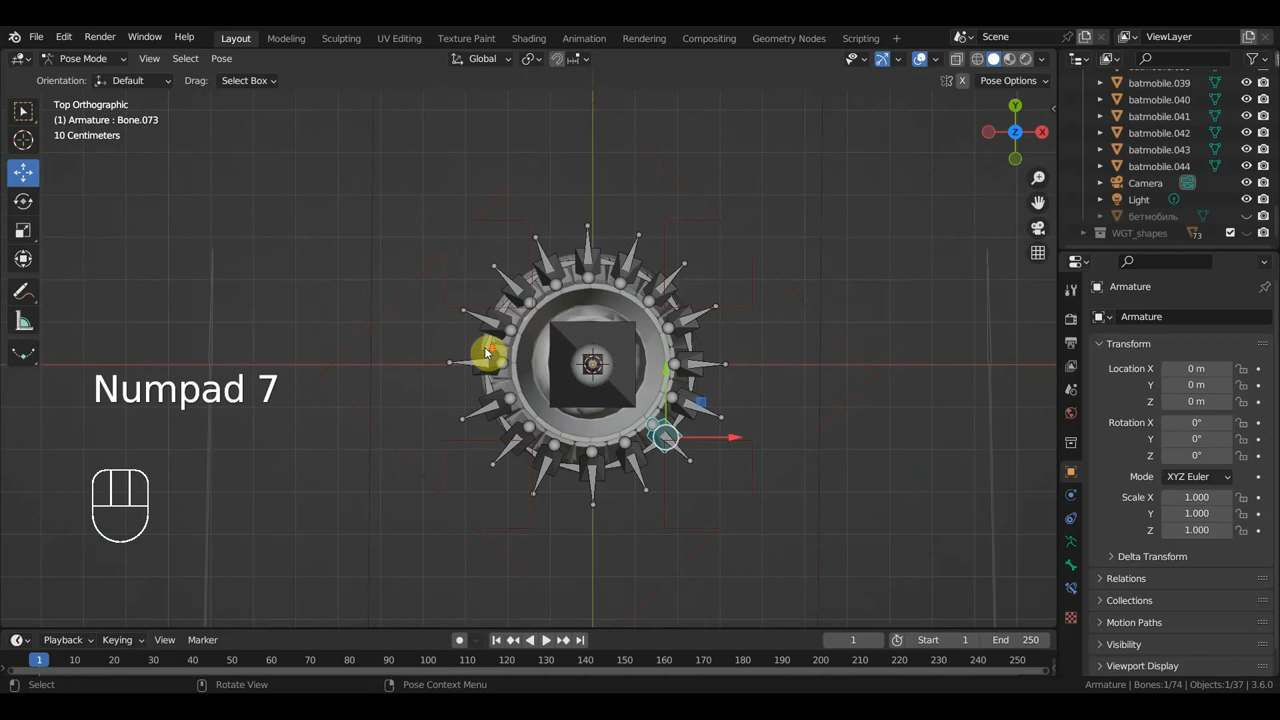 File Edit Render Window Help Layout Modeling Sculpting UV Editing Texture Paint Shading Animation Rendering Compositing Geometry Nodes Scripting + Scene ViewLayer
Pose Mode View Select Pose Global
Orientation: Default Drag: Select Box X Pose Options
Top Orthographic
(1) Armature : Bone.073
10 Centimeters
Y
Z
X
Numpad 7
batmobile.039
batmobile.040
batmobile.041
batmobile.042
batmobile.043
batmobile.044
Camera
Light
бетмобиль
WGT_shapes 73
Armature
Armature
Transform
Location X 0 m
Y 0 m
Z 0 m
Rotation X 0°
Y 0°
Z 0°
Mode XYZ Euler
Scale X 1.000
Y 1.000
Z 1.000
Delta Transform
Relations
Collections
Motion Paths
Visibility
Viewport Display
Playback Keying View Marker 1 Start 1 End 250
1 10 20 30 40 50 60 70 80 90 100 110 120 130 140 150 160 170 180 190 200 210 220 230 240 250
Select Rotate View Pose Context Menu Armature | Bones:1/74 | Objects:1/37 | 3.6.0